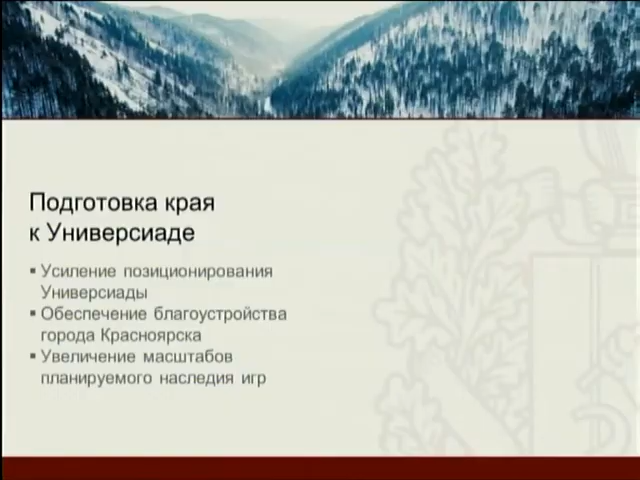 Подготовка края
к Универсиаде
▪ Усиление позиционирования
Универсиады
▪ Обеспечение благоустройства
города Красноярска
▪ Увеличение масштабов
планируемого наследия игр